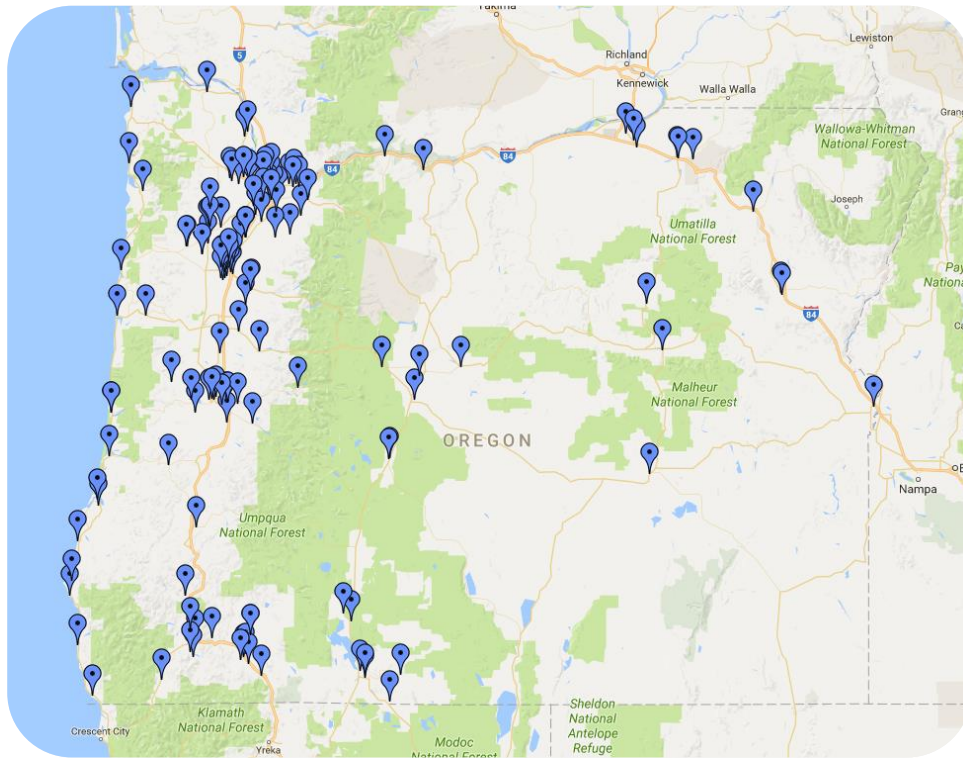 Yakima
Lewiston
5
Richland
Kennewick
Walla Walla
Wallowa-Whitman
National Forest
84
84
Joseph
Umatilla
National Forest
84
Malheur
National Forest
OREGON
Nampa
Umpqua
National Forest
Klamath
National Forest
Crescent City
Yreka
Modoc
National Forest
Sheldon
National
Antelope
Refuge